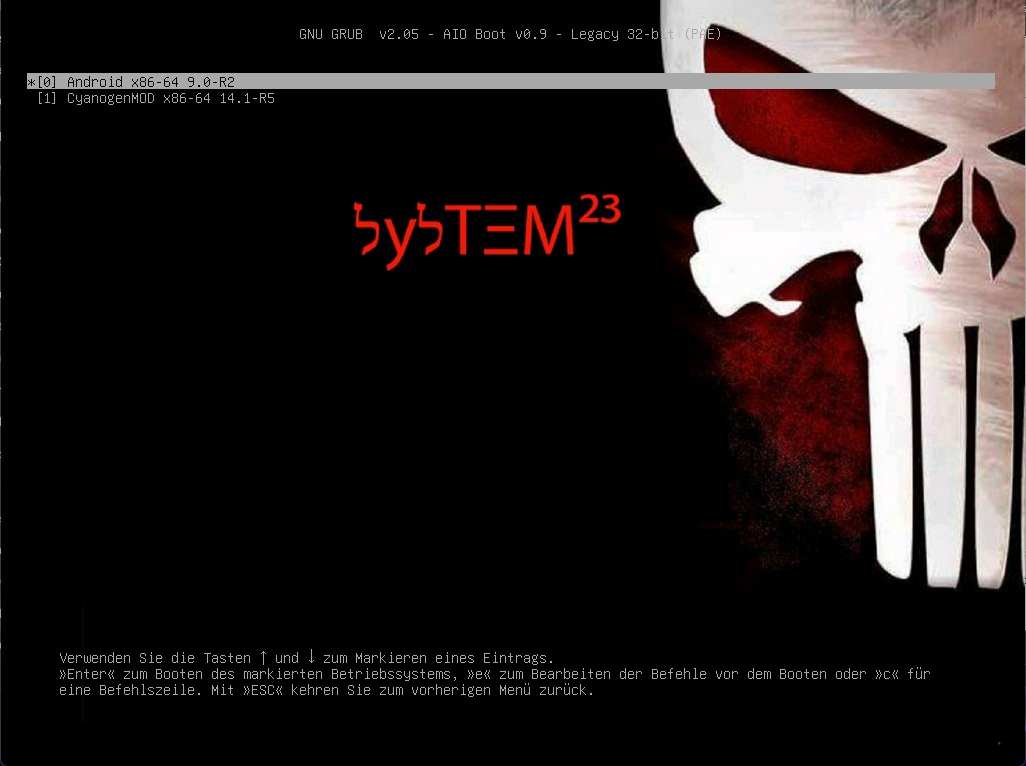 GNU GRUB  v2.05 - AIO Boot v0.9 - Legacy 32-bit (PAE)
*[0] Android x86-64 9.0-R2
[1] CyanogenMOD x86-64 14.1-R5
לyלTΞM²³
Verwenden Sie die Tasten ↑ und ↓ zum Markieren eines Eintrags.
»Enter« zum Booten des markierten Betriebssystems, »e« zum Bearbeiten der Befehle vor dem Booten oder »c« für
eine Befehlszeile. Mit »ESC« kehren Sie zum vorherigen Menü zurück.